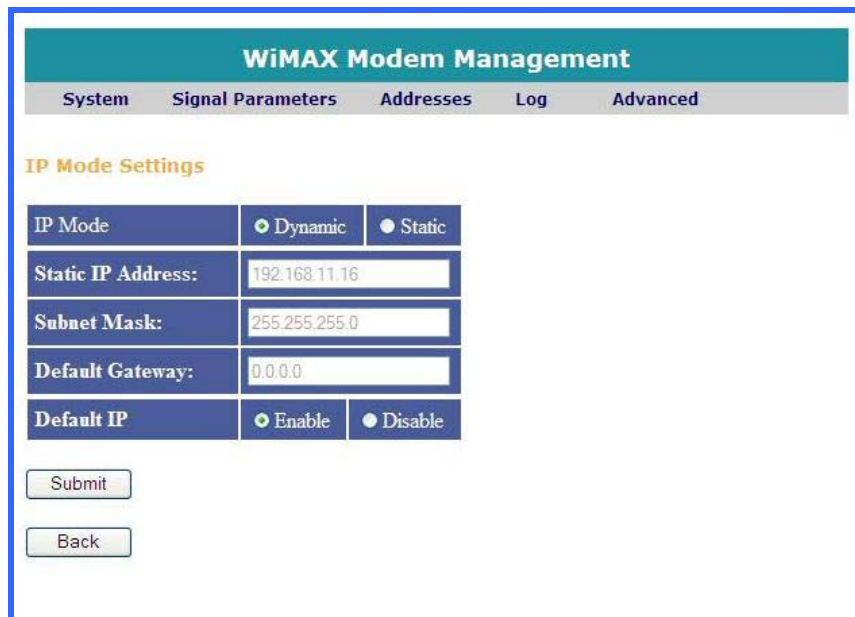 WiMAX Modem Management
System Signal Parameters Addresses Log Advanced
IP Mode Settings
IP Mode Dynamic Static
Static IP Address: 192.168.11.16
Subnet Mask: 255.255.255.0
Default Gateway: 0.0.0.0
Default IP Enable Disable
Submit
Back